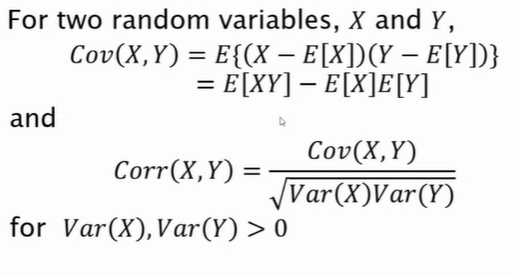 For two random variables, X and Y,
Cov(X,Y) = E{(X − E[X])(Y − E[Y])}
= E[XY] − E[X]E[Y]
and
Corr(X,Y) = Cov(X,Y) / √Var(X)Var(Y)
for Var(X),Var(Y) > 0